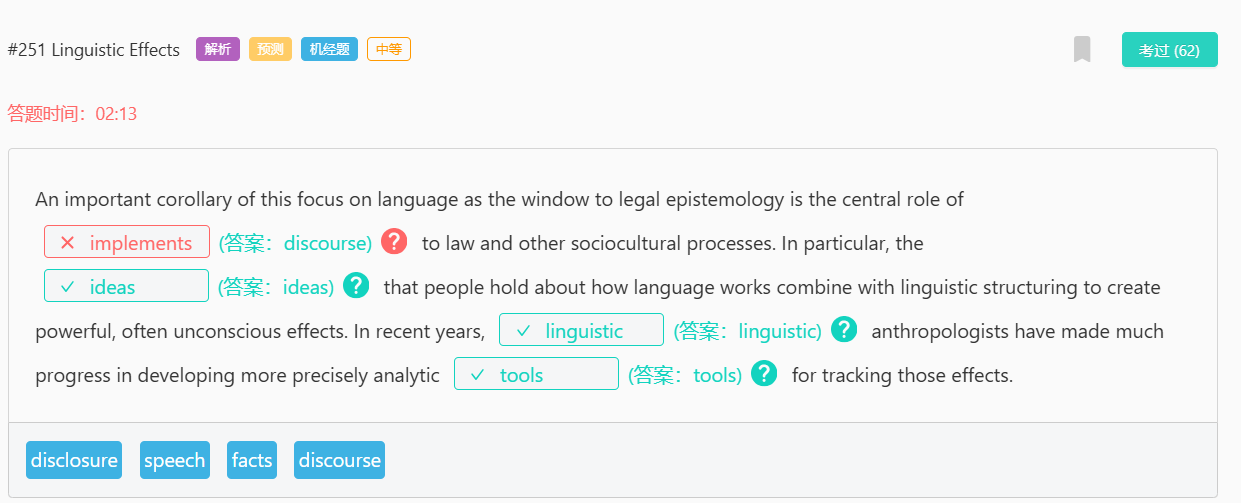 #251 Linguistic Effects 解析 预测 机经题 中等 考过 (62)
答题时间：02:13
An important corollary of this focus on language as the window to legal epistemology is the central role of
× implements (答案：discourse) ? to law and other sociocultural processes. In particular, the
✓ ideas (答案：ideas) ? that people hold about how language works combine with linguistic structuring to create
powerful, often unconscious effects. In recent years, ✓ linguistic (答案：linguistic) ? anthropologists have made much
progress in developing more precisely analytic ✓ tools (答案：tools) ? for tracking those effects.
disclosure speech facts discourse